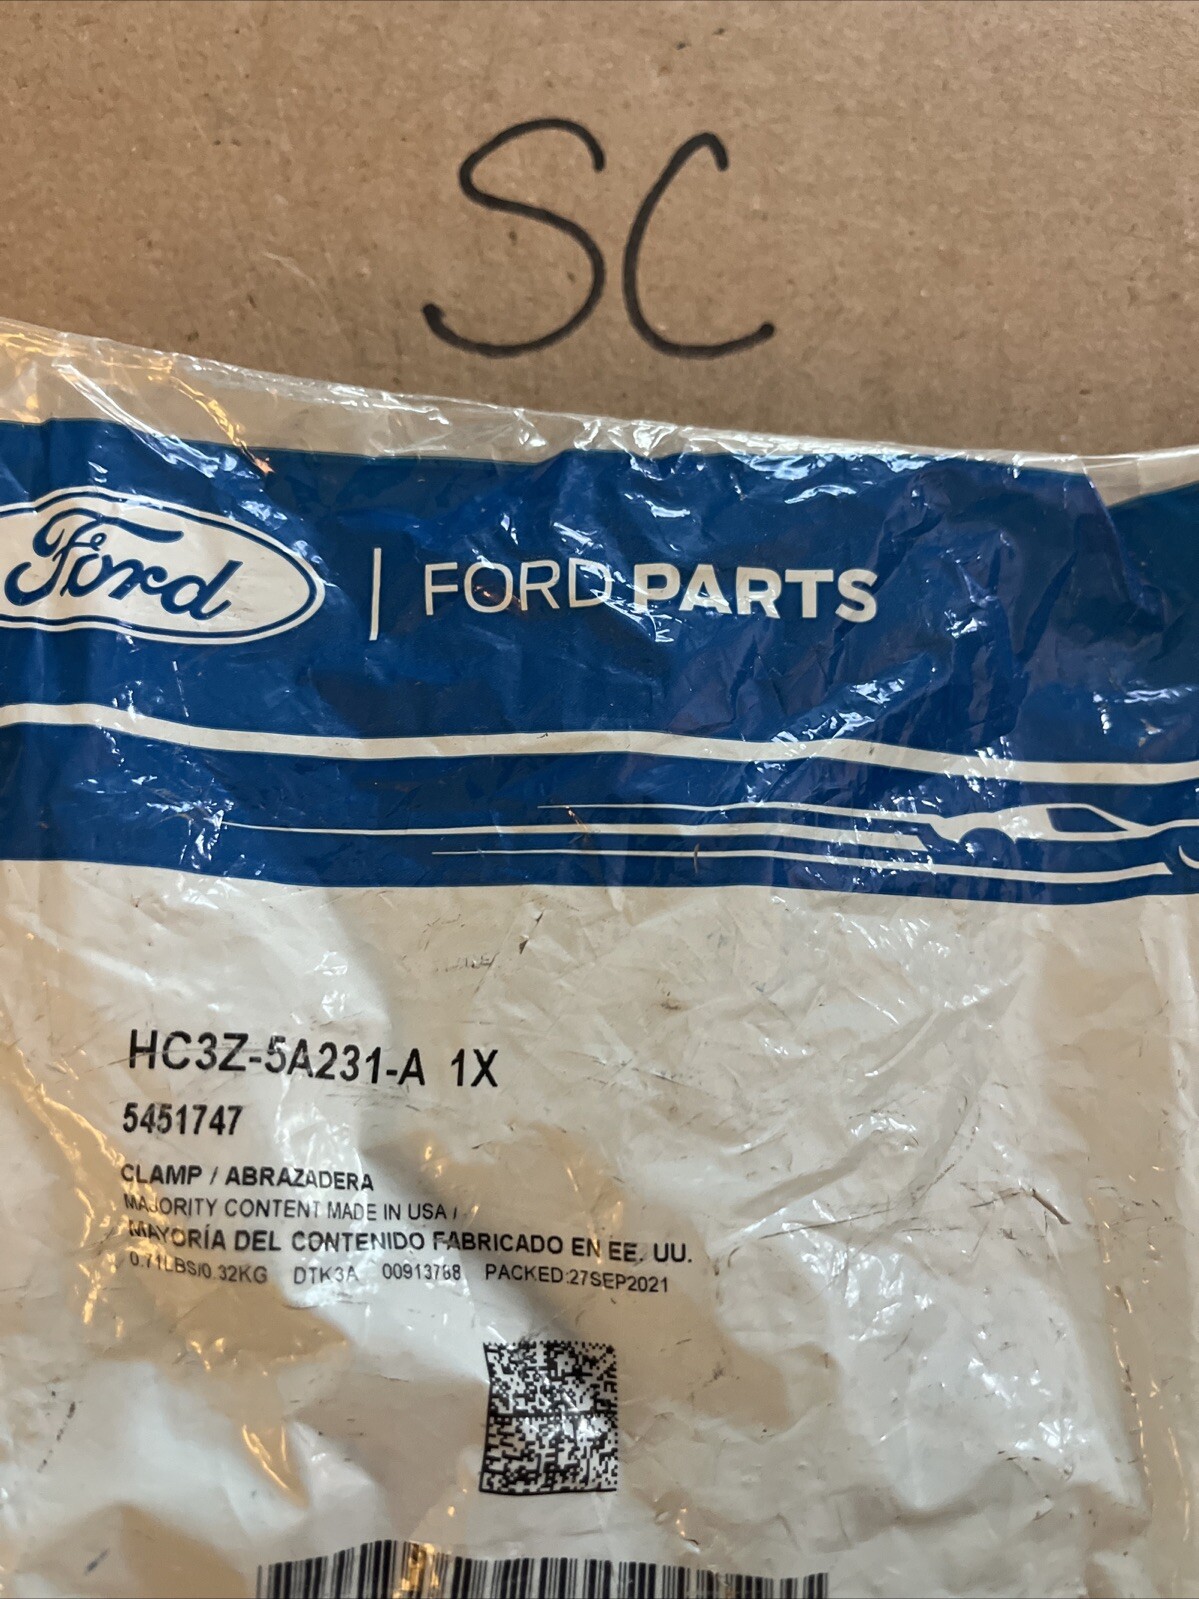 SC
Ford | FORD PARTS
HC3Z-5A231-A 1X
5451747
CLAMP / ABRAZADERA
MAJORITY CONTENT MADE IN USA /
MAYORÍA DEL CONTENIDO FABRICADO EN EE. UU.
0.71LBS/0.32KG DTK3A 00913788 PACKED:27SEP2021